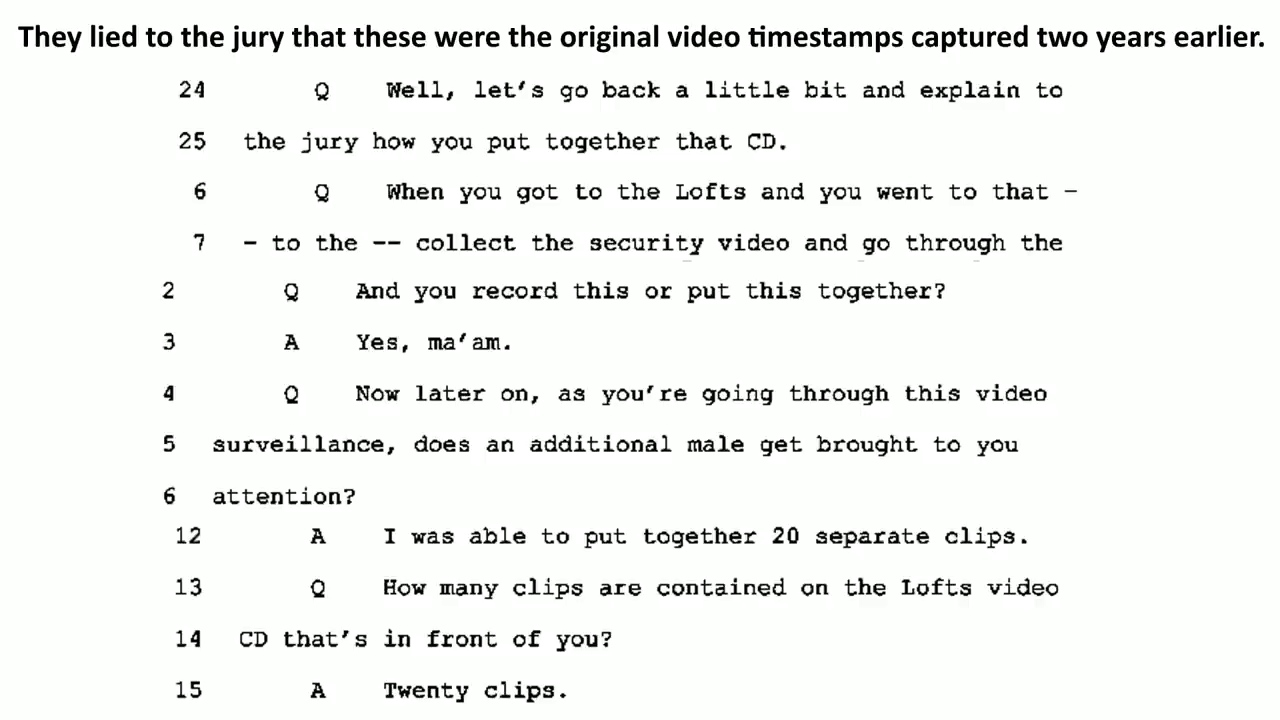 They lied to the jury that these were the original video timestamps captured two years earlier.
24 Q Well, let's go back a little bit and explain to
25 the jury how you put together that CD.
6 Q When you got to the Lofts and you went to that -
7 - to the -- collect the security video and go through the
2 Q And you record this or put this together?
3 A Yes, ma'am.
4 Q Now later on, as you're going through this video
5 surveillance, does an additional male get brought to you
6 attention?
12 A I was able to put together 20 separate clips.
13 Q How many clips are contained on the Lofts video
14 CD that's in front of you?
15 A Twenty clips.